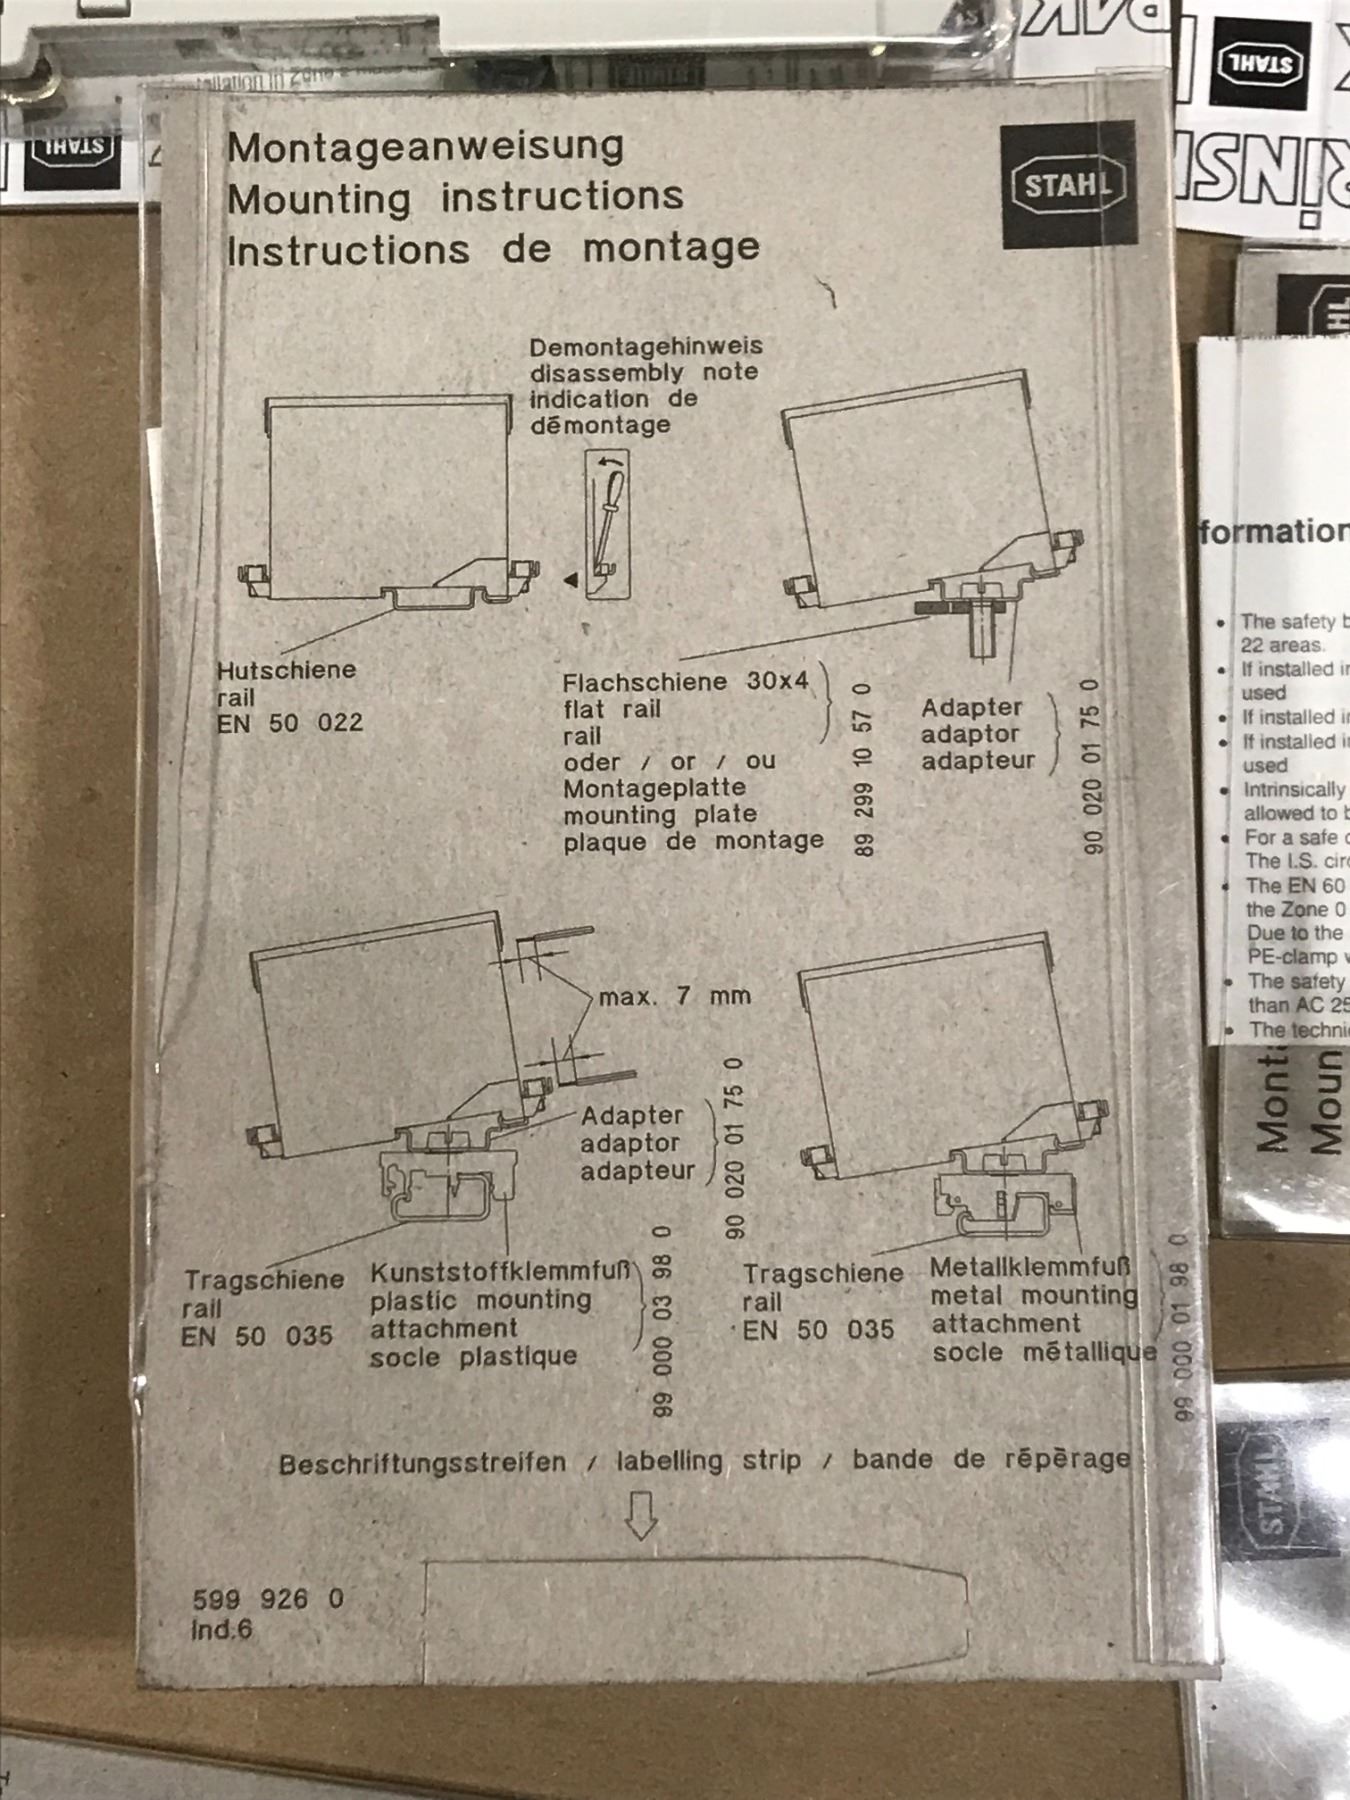 Montageanweisung
Mounting instructions
Instructions de montage
STAHL
Demontagehinweis
disassembly note
indication de
démontage
Hutschiene
rail
EN 50 022
Flachschiene 30x4
flat rail
rail
oder / or / ou
Montageplatte
mounting plate
plaque de montage
89 299 10 57 0
Adapter
adaptor
adapteur
90 020 01 75 0
max. 7 mm
Adapter
adaptor
adapteur
90 020 01 75 0
Tragschiene
rail
EN 50 035
Kunststoffklemmfuß
plastic mounting
attachment
socle plastique
99 000 03 98 0
Tragschiene
rail
EN 50 035
Metallklemmfuß
metal mounting
attachment
socle métallique
99 000 01 98 0
Beschriftungsstreifen / labelling strip / bande de répèrage
599 926 0
Ind.6
STAHL
STAHL
formation
• The safety
22 areas.
• If installed
used
• If installed
• If installed
used
• Intrinsically
allowed to
• For a safe
The I.S.
• The EN 60
the Zone 0
Due to the
PE-clamp
• The safety
than AC
• The
STAHL